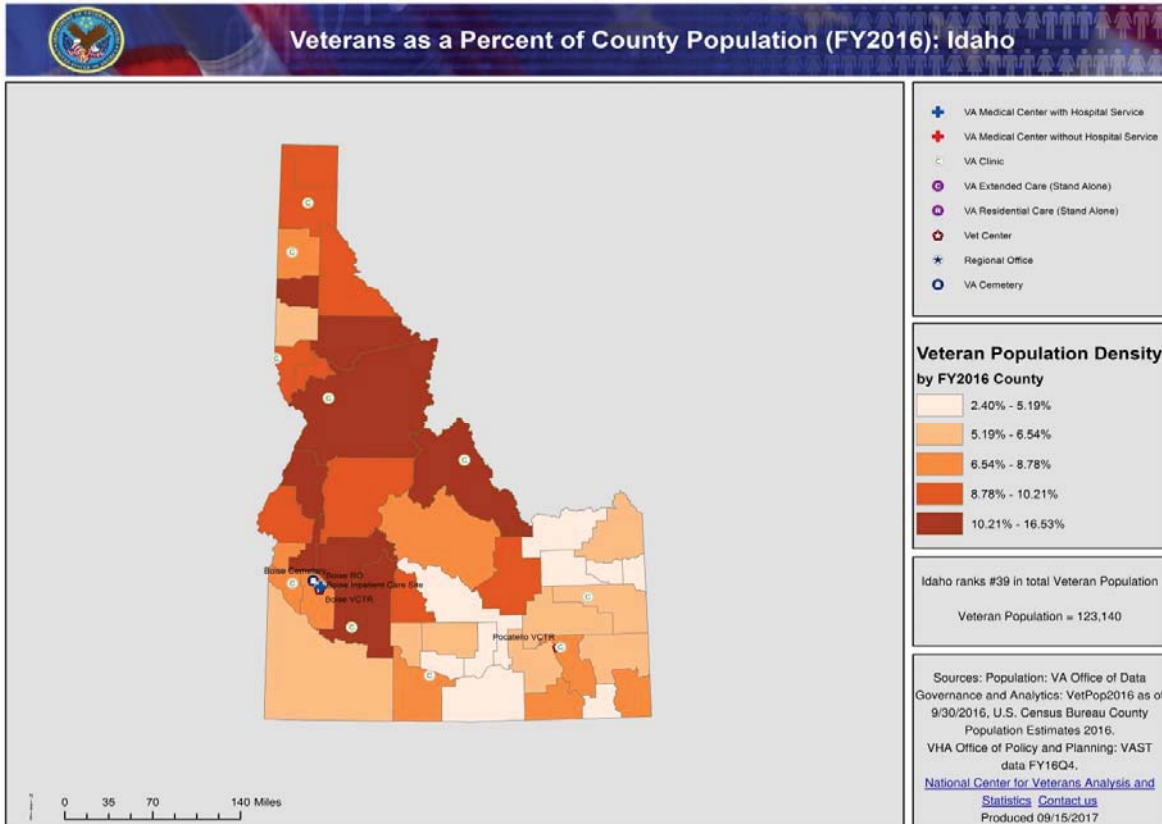 Veterans as a Percent of County Population (FY2016): Idaho
VA Medical Center with Hospital Service
VA Medical Center without Hospital Service
VA Clinic
VA Extended Care (Stand Alone)
VA Residential Care (Stand Alone)
Vet Center
Regional Office
VA Cemetery
Veteran Population Density
by FY2016 County
2.40% - 5.19%
5.19% - 6.54%
6.54% - 8.78%
8.78% - 10.21%
10.21% - 16.53%
Idaho ranks #39 in total Veteran Population
Veteran Population = 123,140
Sources: Population: VA Office of Data
Governance and Analytics: VetPop2016 as of
9/30/2016, U.S. Census Bureau County
Population Estimates 2016.
VHA Office of Policy and Planning: VAST
data FY16Q4.
National Center for Veterans Analysis and
Statistics Contact us
Produced 09/15/2017
C
C
C
C
C
Boise Cemetery
Boise RO
Boise Inpatient Care Site
C
Boise VCTR
C
C
Pocatello VCTR
C
C
0 35 70 140 Miles